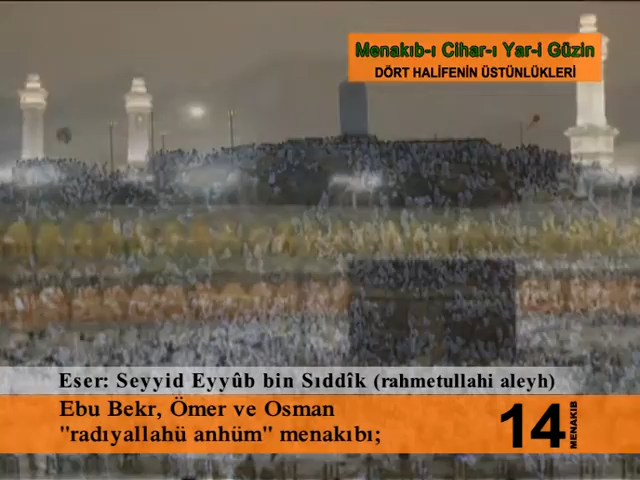 Menakıb-ı Cihar-ı Yar-i Güzin
DÖRT HALİFENİN ÜSTÜNLÜKLERİ
Eser: Seyyid Eyyûb bin Sıddîk (rahmetullahi aleyh)
Ebu Bekr, Ömer ve Osman
"radıyallahü anhüm" menakıbı;
14
MENAKIB